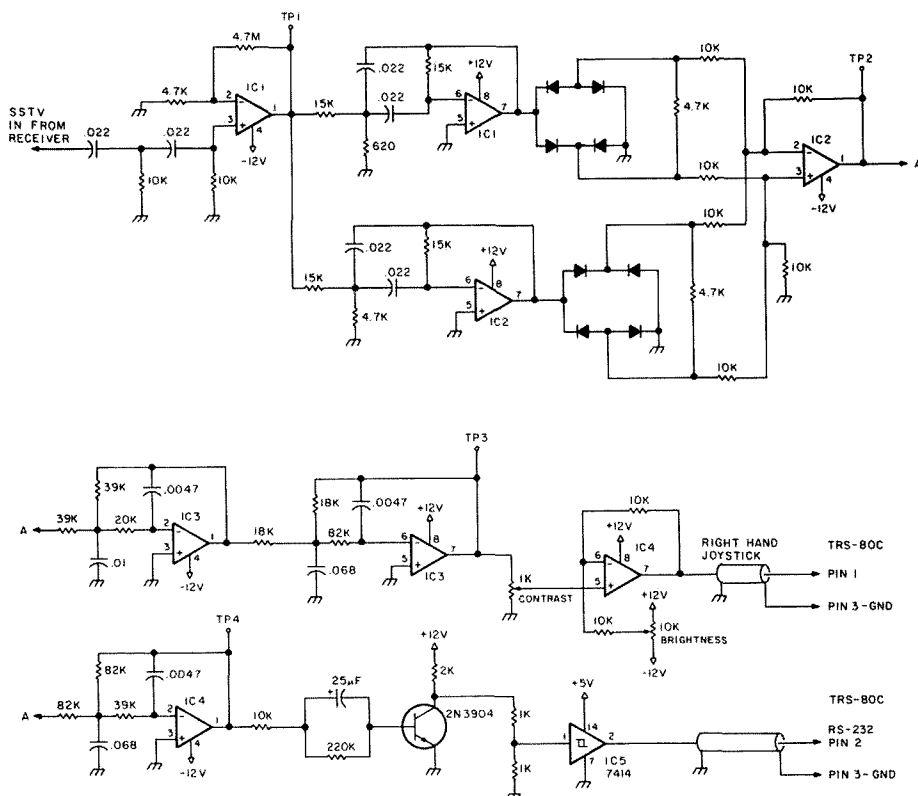 TP1
4.7M
4.7K
2
IC1
1
3
4
-12V
SSTV
IN FROM
RECEIVER
.022
.022
10K
10K
15K
.022
.022
620
15K
+12V
6
8
7
5
IC1
4.7K
10K
10K
TP2
10K
2
IC2
1
3
4
-12V
A
15K
.022
.022
4.7K
15K
+12V
6
8
7
5
IC2
4.7K
10K
10K
10K
A
39K
39K
20K
.01
.0047
2
IC3
1
3
4
-12V
18K
18K
82K
.068
.0047
TP3
+12V
6
8
7
5
IC3
1K
CONTRAST
10K
+12V
IC4
6
8
7
5
10K
+12V
10K
BRIGHTNESS
-12V
RIGHT HAND
JOYSTICK
TRS-80C
PIN 1
PIN 3-GND
A
82K
82K
39K
.068
.0047
TP4
2
IC4
1
3
4
-12V
10K
25µF
+
220K
+12V
2K
2N3904
1K
1K
+5V
14
1
2
7
IC5
7414
TRS-80C
RS-232
PIN 2
PIN 3-GND